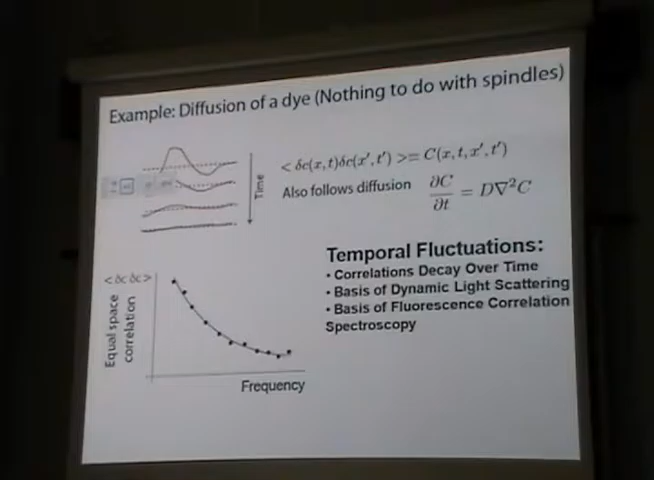 Example: Diffusion of a dye (Nothing to do with spindles)
< δc(x,t)δc(x′,t′) >= C(x,t,x′,t′)
Time
Also follows diffusion ∂C/∂t = D∇²C
Temporal Fluctuations:
• Correlations Decay Over Time
• Basis of Dynamic Light Scattering
• Basis of Fluorescence Correlation
Spectroscopy
< δc δc >
Equal space
correlation
Frequency